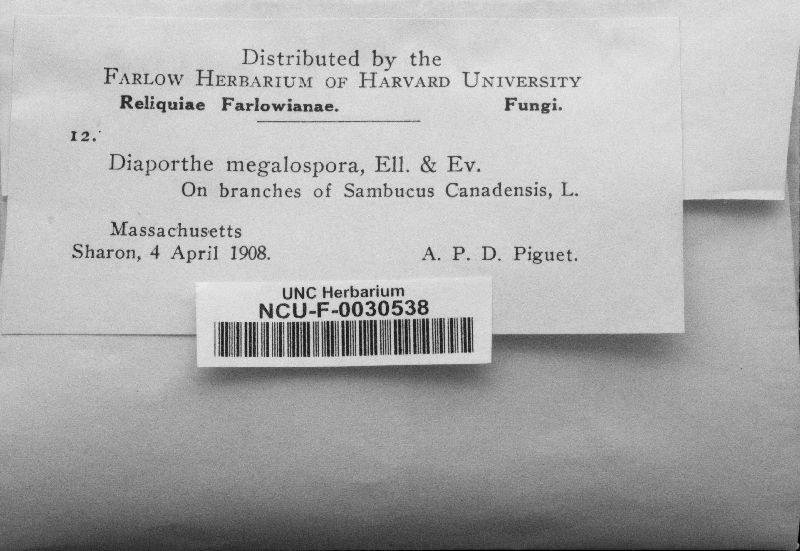 Distributed by the
FARLOW HERBARIUM OF HARVARD UNIVERSITY
Reliquiae Farlowianae. Fungi.
12.
Diaporthe megalospora, Ell. & Ev.
On branches of Sambucus Canadensis, L.
Massachusetts
Sharon, 4 April 1908. A. P. D. Piguet.
UNC Herbarium
NCU-F-0030538